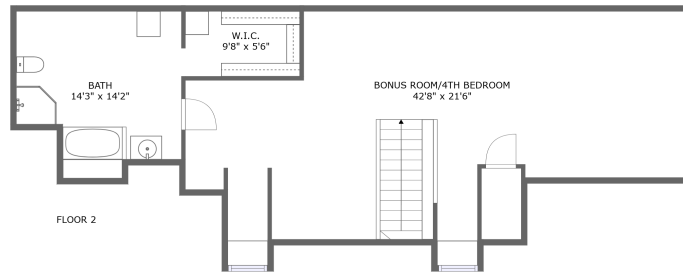 W.I.C.
9'8" x 5'6"
BATH
14'3" x 14'2"
BONUS ROOM/4TH BEDROOM
42'8" x 21'6"
FLOOR 2